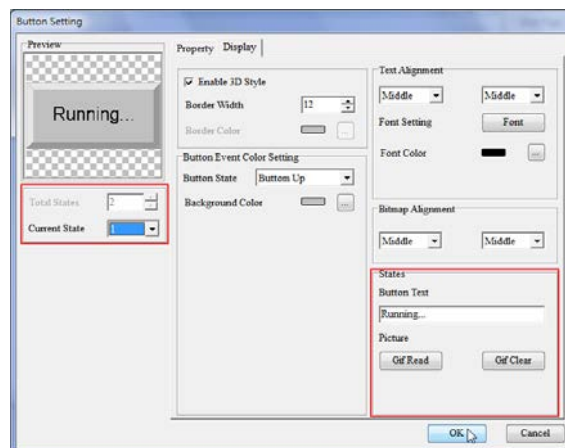 Button Setting
Preview
Running...
Total States 2
Current State 1
Property Display
Enable 3D Style
Border Width 12
Border Color ...
Button Event Color Setting
Button State Buttom Up
Background Color ...
Text Alignment
Middle Middle
Font Setting Font
Font Color ...
Bitmap Alignment
Middle Middle
States
Button Text
Running...
Picture
Gif Read Gif Clear
OK Cancel